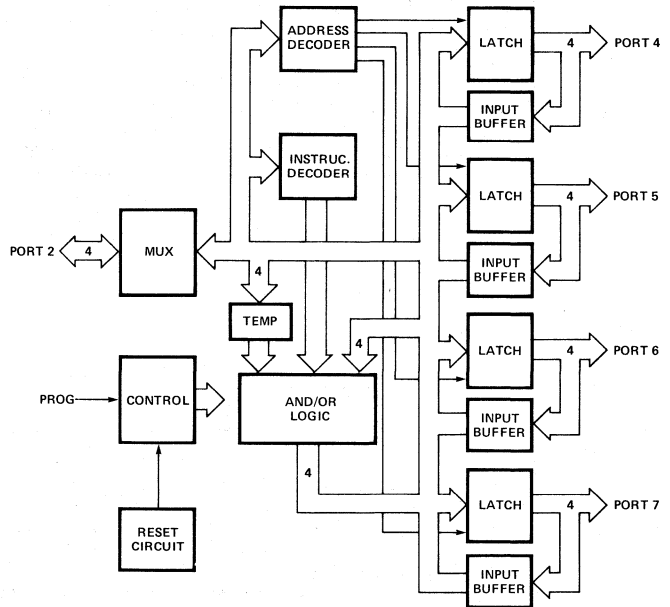 ADDRESS
DECODER
LATCH
4
PORT 4
INPUT
BUFFER
INSTRUC.
DECODER
LATCH
4
PORT 5
INPUT
BUFFER
PORT 2
4
MUX
4
TEMP
4
LATCH
4
PORT 6
INPUT
BUFFER
PROG
CONTROL
AND/OR
LOGIC
4
LATCH
4
PORT 7
INPUT
BUFFER
RESET
CIRCUIT